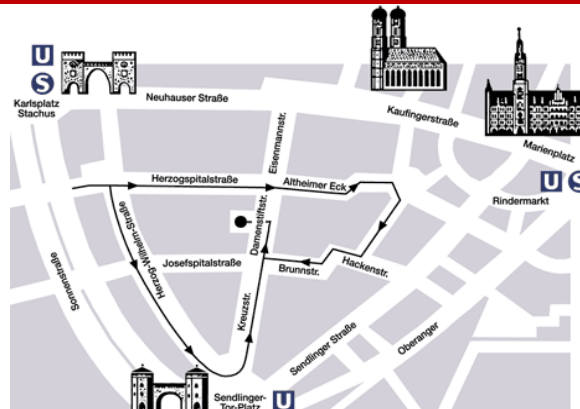 U
S
Karlsplatz
Stachus
Neuhauser Straße
Kaufingerstraße
Marienplatz
U S
Rindermarkt
Eisenmannstr.
Herzogspitalstraße
Altheimer Eck
Damenstiftstr.
Herzog-Wilhelm-Straße
Josefspitalstraße
Brunnstr.
Hackenstr.
Sonnenstraße
Kreuzstr.
Sendlinger Straße
Oberanger
Sendlinger-
Tor-Platz
U